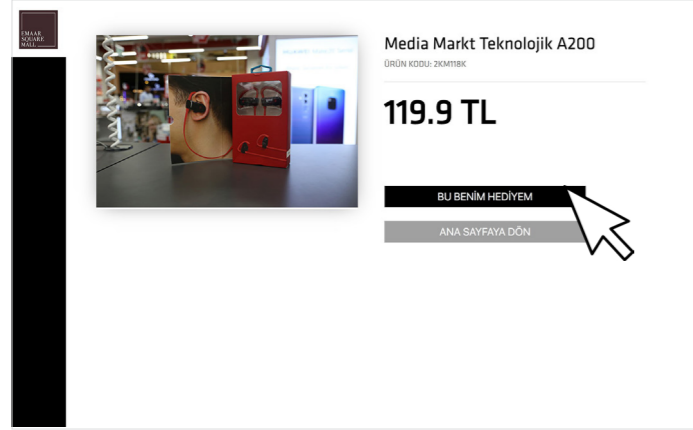 EMAAR
SQUARE
MALL
Media Markt Teknolojik A200
ÜRÜN KODU: 2KM118K
119.9 TL
BU BENİM HEDİYEM
ANA SAYFAYA DÖN